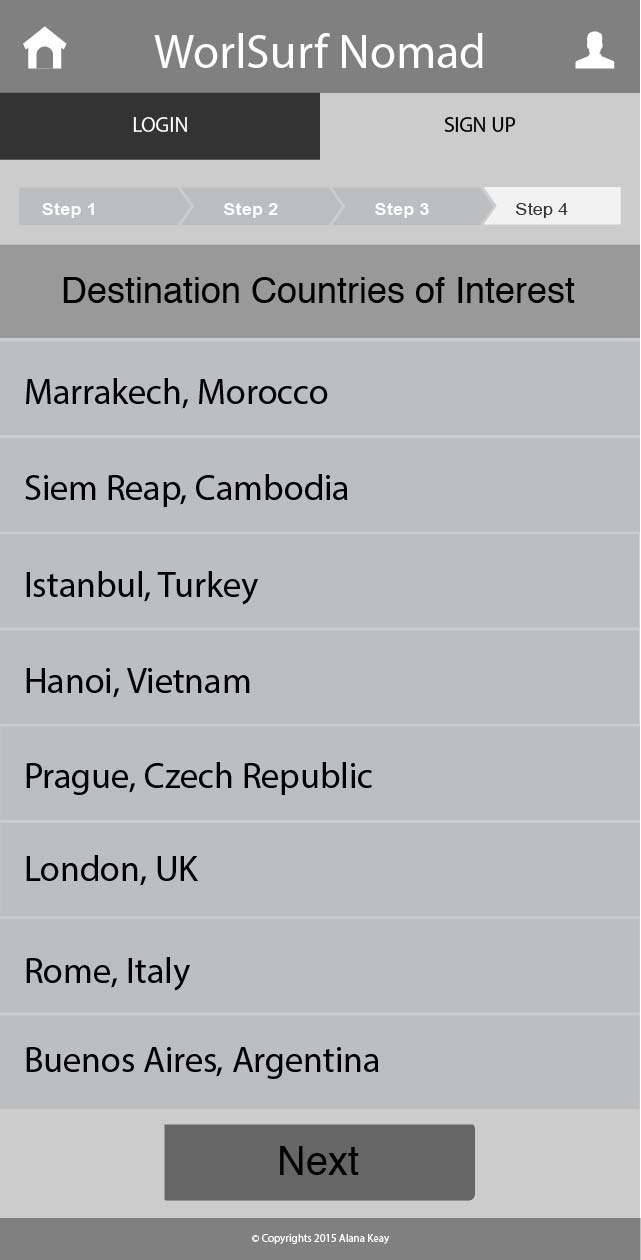 WorlSurf Nomad
LOGIN
SIGN UP
Step 1
Step 2
Step 3
Step 4
Destination Countries of Interest
Marrakech, Morocco
Siem Reap, Cambodia
Istanbul, Turkey
Hanoi, Vietnam
Prague, Czech Republic
London, UK
Rome, Italy
Buenos Aires, Argentina
Next
© Copyrights 2015 Alana Keay